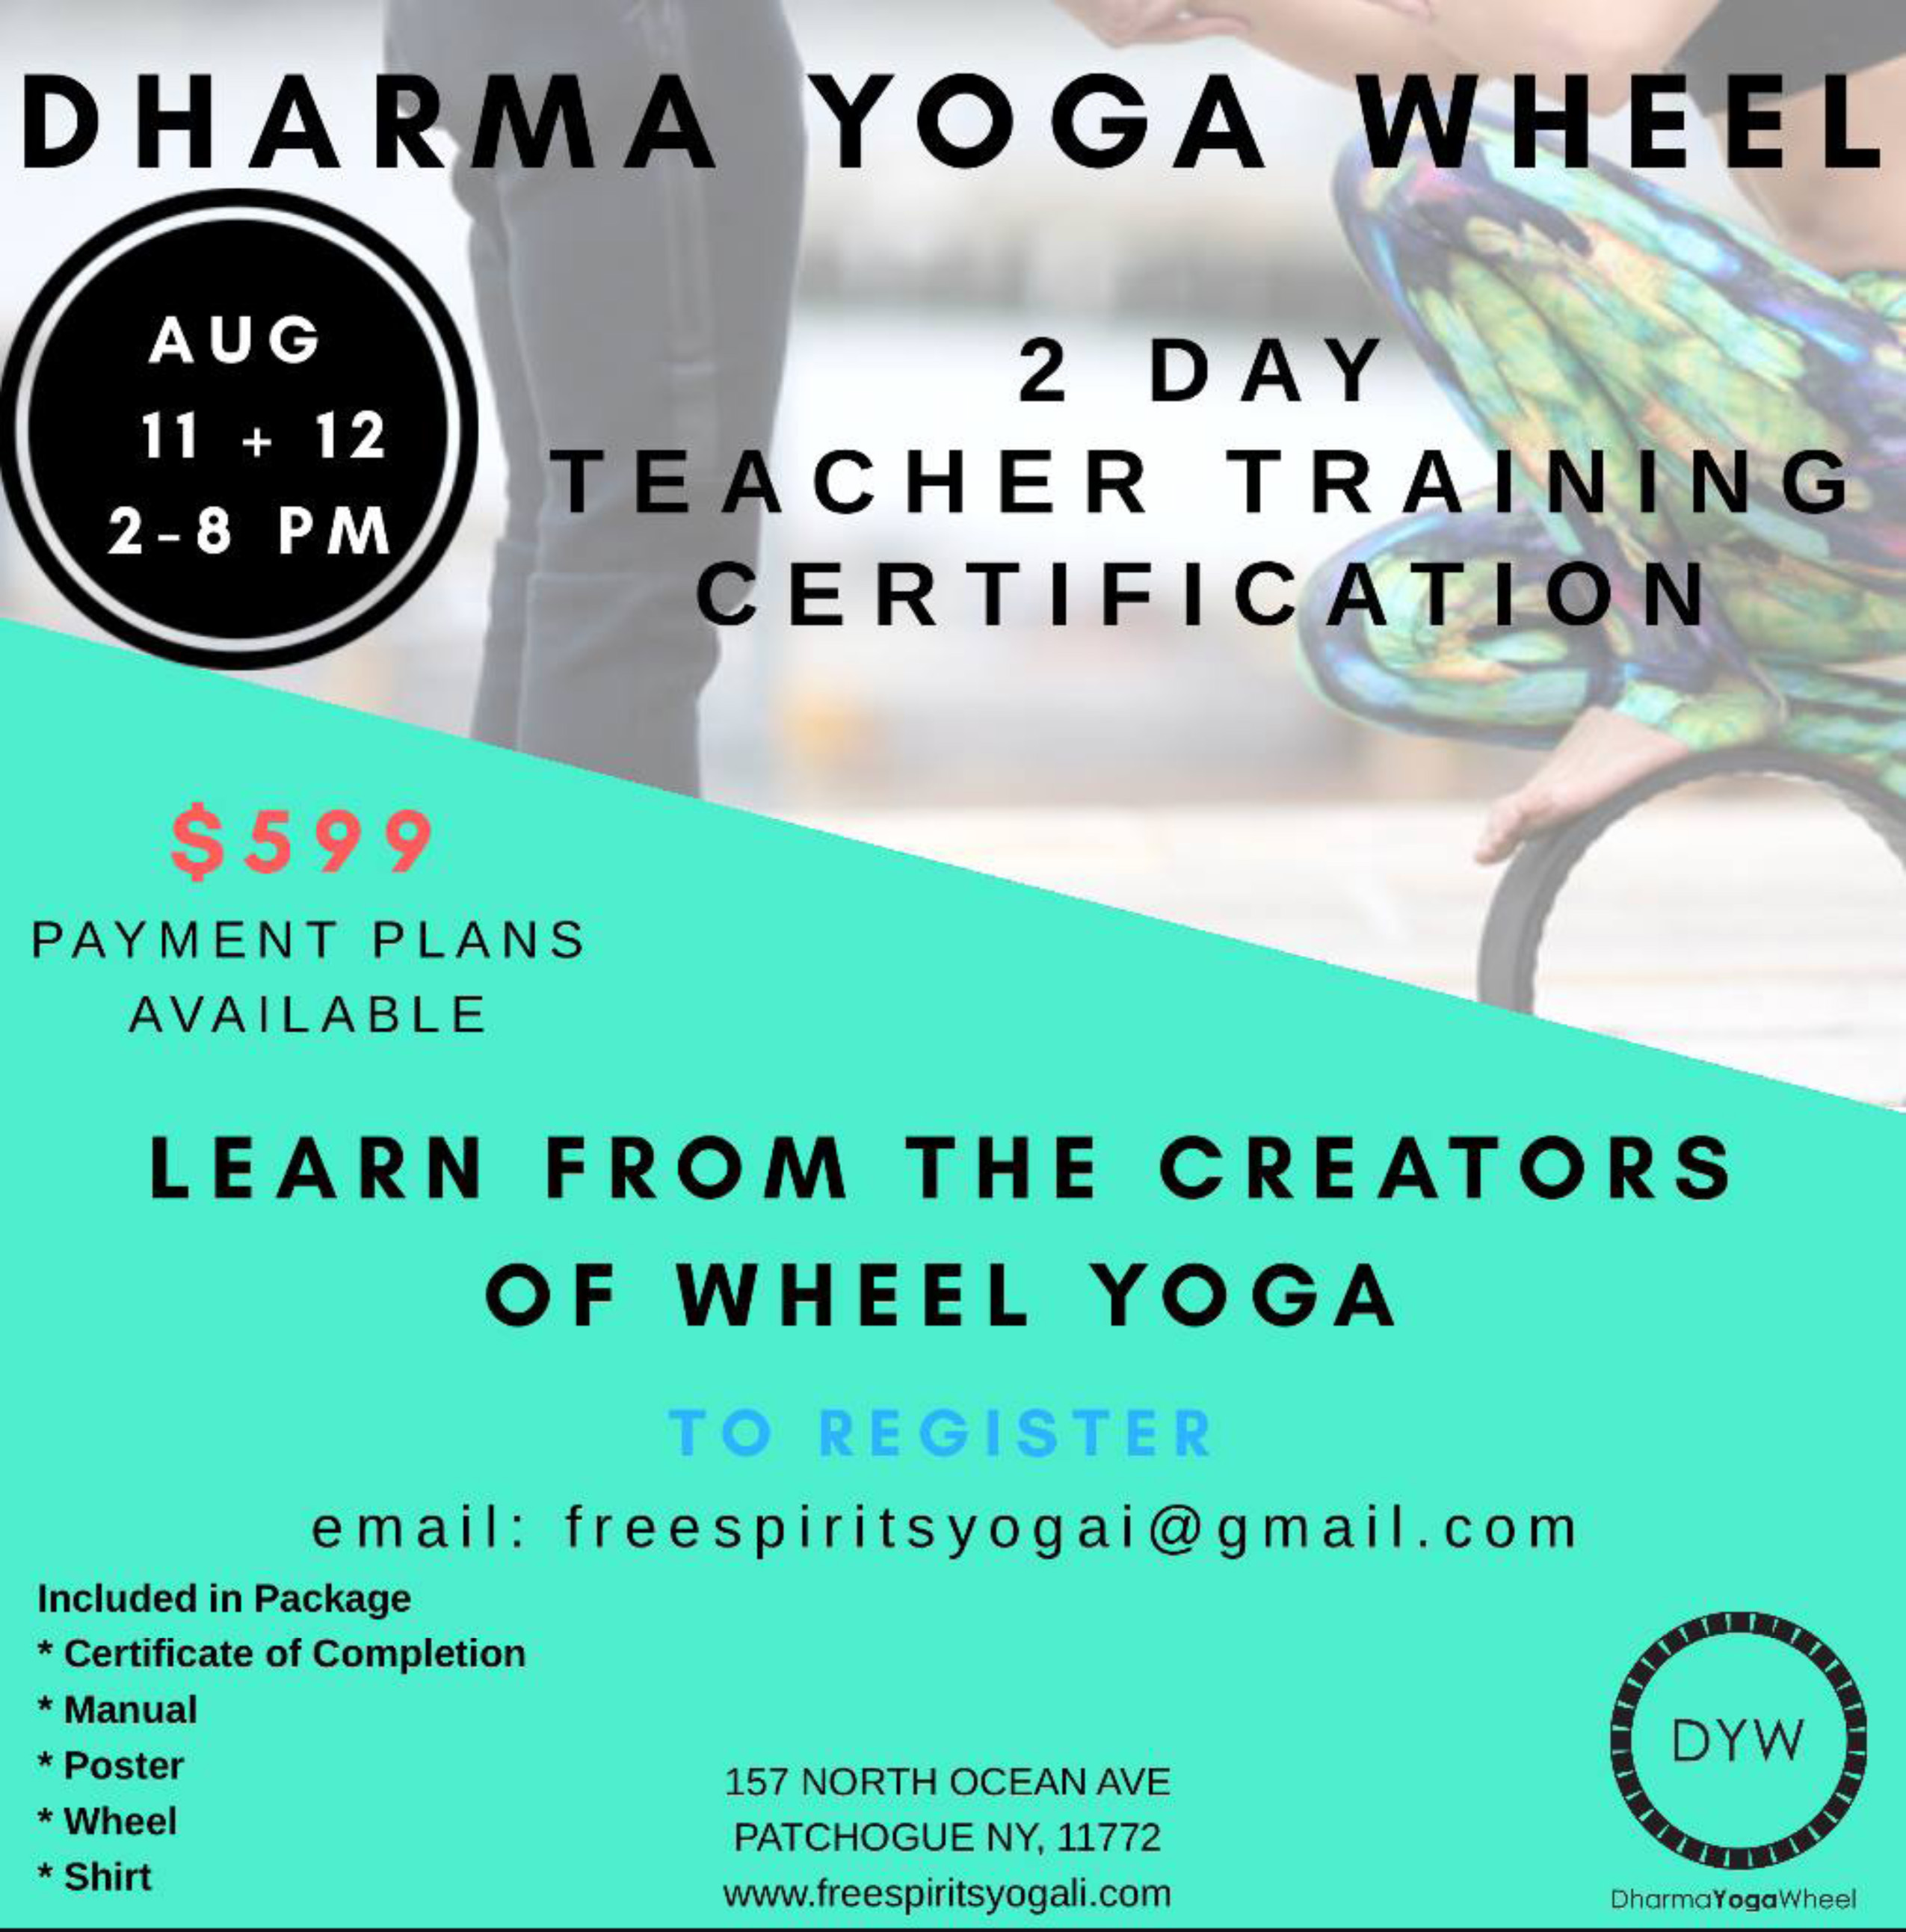 DHARMA YOGA WHEEL
AUG
11 + 12
2-8 PM
2 DAY
TEACHER TRAINING
CERTIFICATION
$599
PAYMENT PLANS
AVAILABLE
LEARN FROM THE CREATORS
OF WHEEL YOGA
TO REGISTER
email: freespiritsyogai@gmail.com
Included in Package
* Certificate of Completion
* Manual
* Poster
* Wheel
* Shirt
157 NORTH OCEAN AVE
PATCHOGUE NY, 11772
www.freespiritsyogali.com
DYW
DharmaYogaWheel